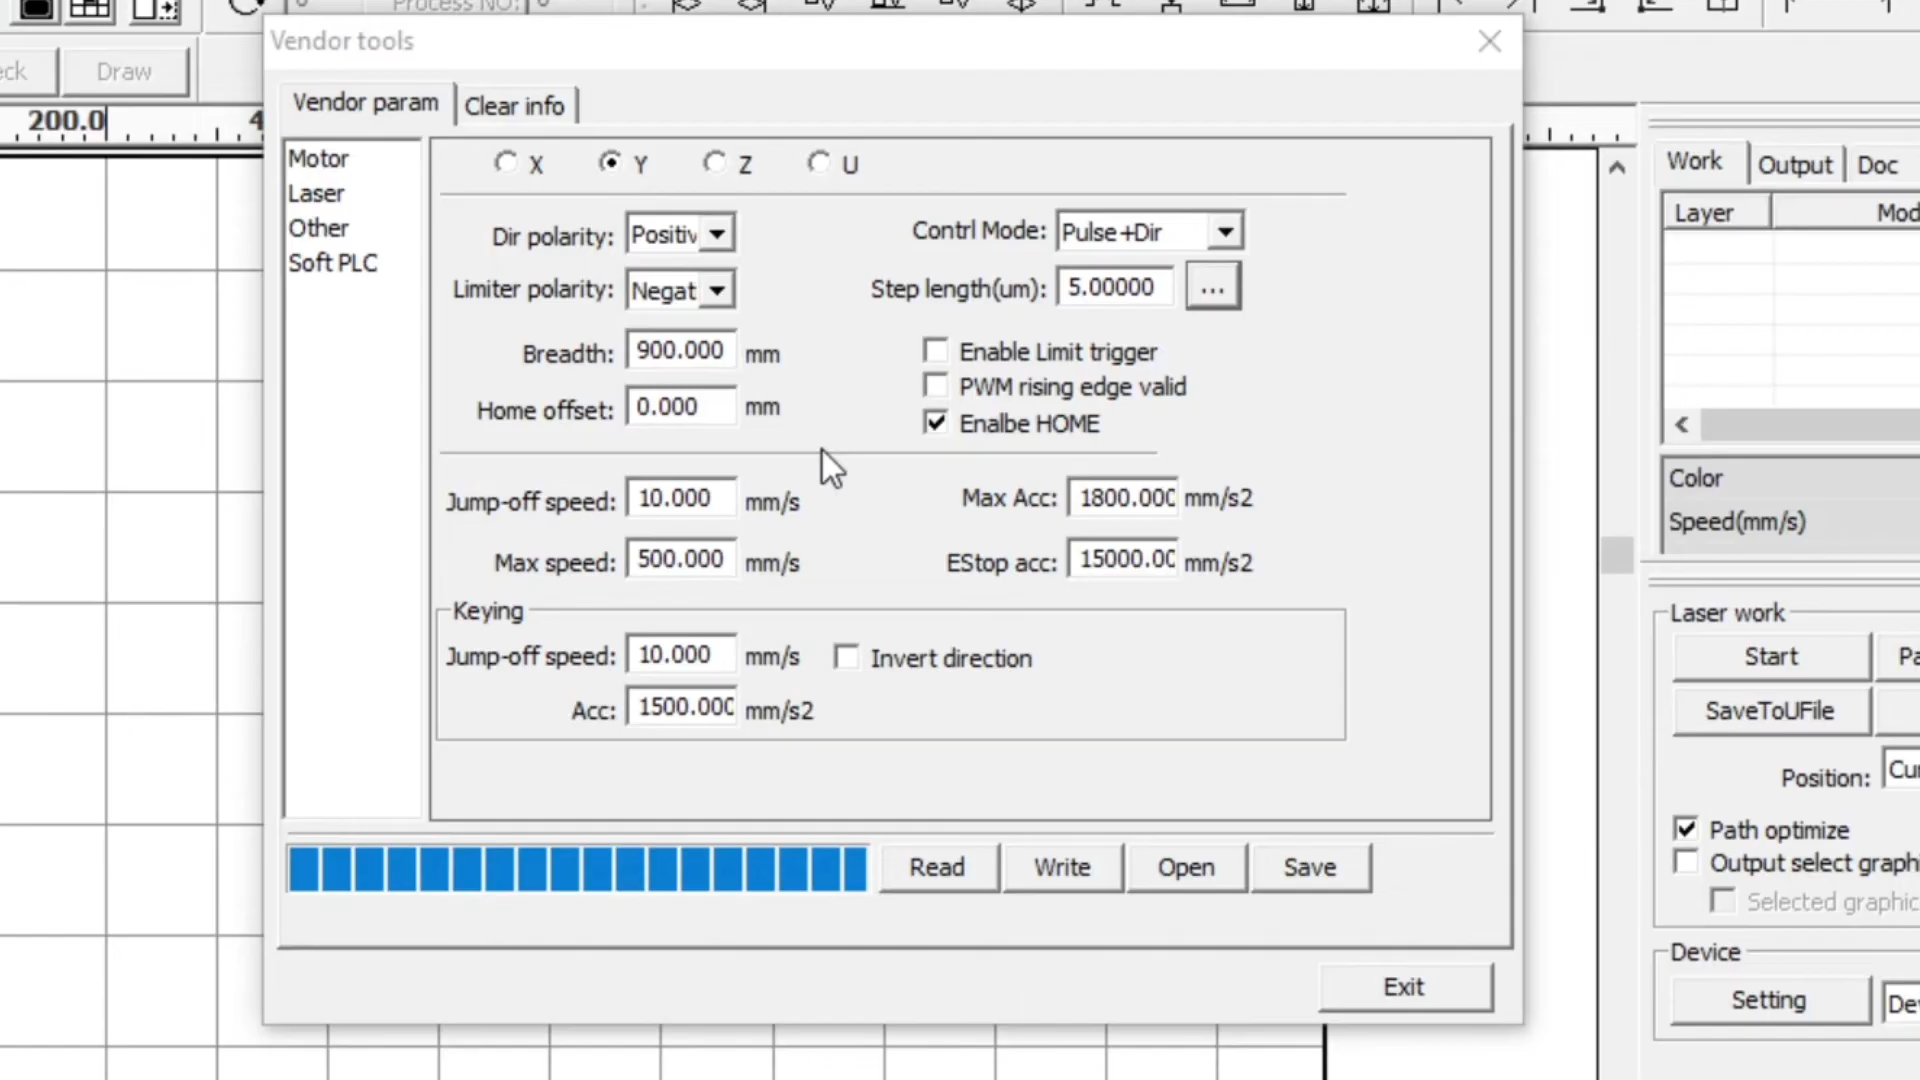 Process NO: 0
Vendor tools
Draw
200.0
Vendor param
Clear info
Motor
Laser
Other
Soft PLC
X
Y
Z
U
Dir polarity:
Contrl Mode: Pulse+Dir
Limiter polarity:
Step length(um): 5.00000 ...
Breadth: 900.000 mm
Enable Limit trigger
PWM rising edge valid
Home offset: 0.000 mm
Enalbe HOME
Jump-off speed: 10.000 mm/s
Max Acc: 1800.000 mm/s2
Max speed: 500.000 mm/s
EStop acc: 15000.00 mm/s2
Keying
Jump-off speed: 10.000 mm/s
Invert direction
Acc: 1500.000 mm/s2
Read
Write
Open
Save
Exit
Work
Output
Doc
Layer
Color
Speed(mm/s)
Laser work
Start
SaveToUFile
Position:
Path optimize
Output select graphi
Selected graphic
Device
Setting